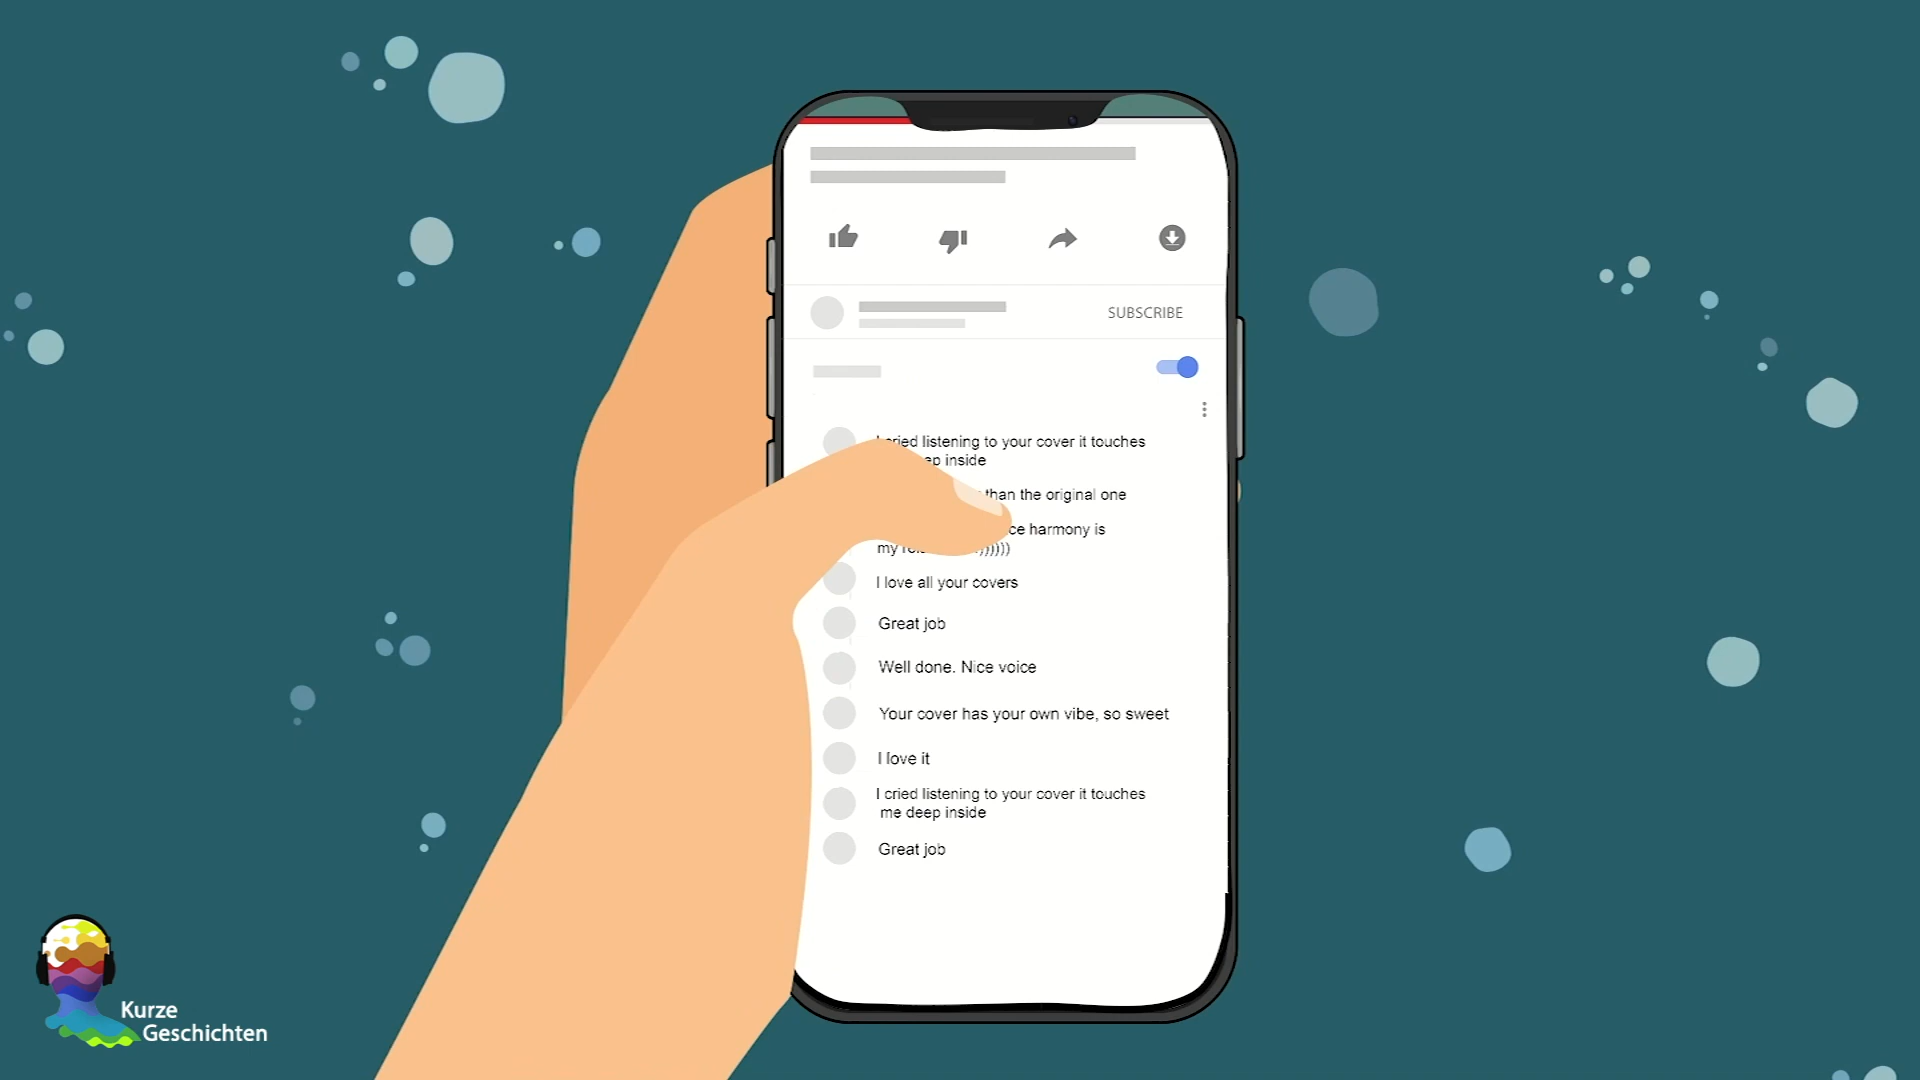 SUBSCRIBE
cried listening to your cover it touches
inside
than the original one
harmony is
my
I love all your covers
Great job
Well done. Nice voice
Your cover has your own vibe, so sweet
I love it
I cried listening to your cover it touches
me deep inside
Great job
Kurze
Geschichten